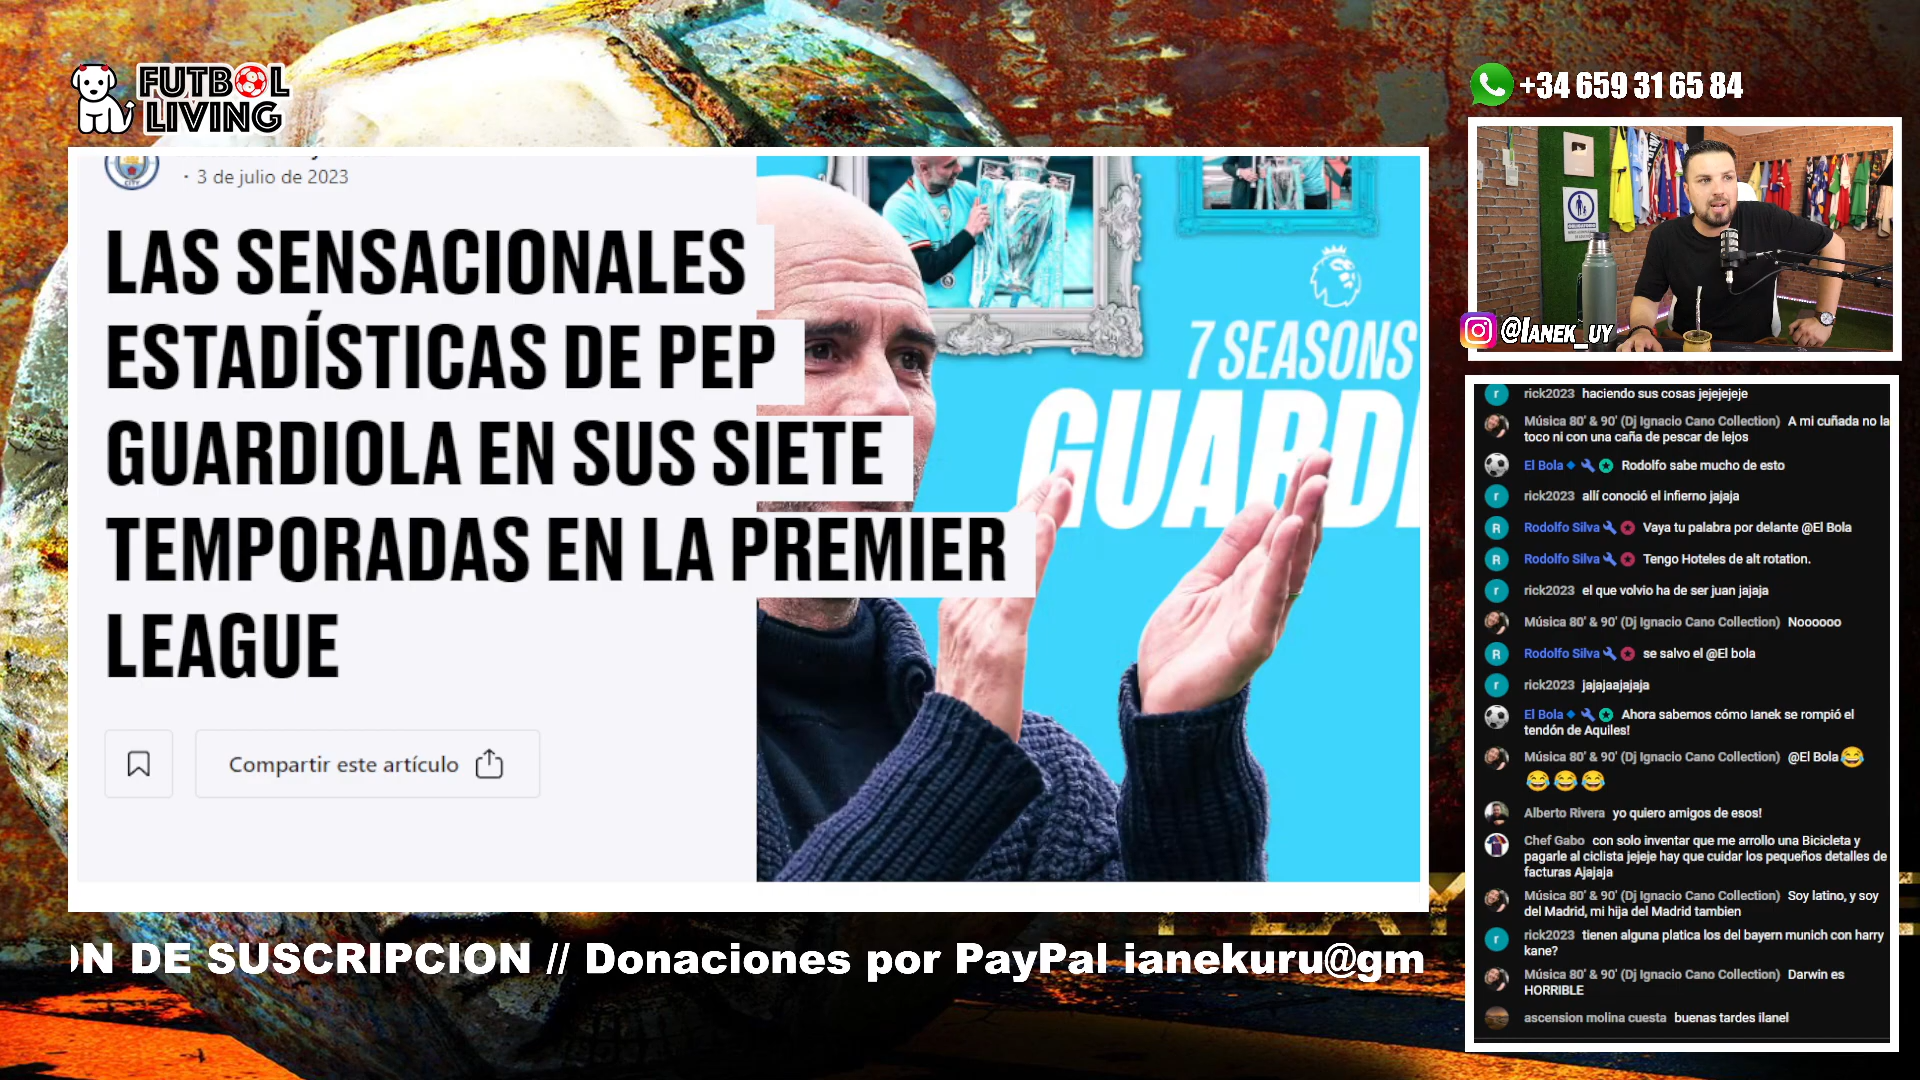 FUTBOL
LIVING
+34 659 31 65 84
CITY
· 3 de julio de 2023
LAS SENSACIONALES
ESTADÍSTICAS DE PEP
GUARDIOLA EN SUS SIETE
TEMPORADAS EN LA PREMIER
LEAGUE
Compartir este artículo
7 SEASONS
GUARDI
@IANEK_UY
rick2023 haciendo sus cosas jejejejeje
Música 80' & 90' (Dj Ignacio Cano Collection) A mi cuñada no la
toco ni con una caña de pescar de lejos
El Bola Rodolfo sabe mucho de esto
rick2023 allí conoció el infierno jajaja
Rodolfo Silva Vaya tu palabra por delante @El Bola
Rodolfo Silva Tengo Hoteles de alt rotation.
rick2023 el que volvio ha de ser juan jajaja
Música 80' & 90' (Dj Ignacio Cano Collection) Noooooo
Rodolfo Silva se salvo el @El bola
rick2023 jajajaajajaja
El Bola Ahora sabemos cómo Ianek se rompió el
tendón de Aquiles!
Música 80' & 90' (Dj Ignacio Cano Collection) @El Bola😂
😂😂😂
Alberto Rivera yo quiero amigos de esos!
Chef Gabo con solo inventar que me arrollo una Bicicleta y
pagarle al ciclista jejeje hay que cuidar los pequeños detalles de
facturas Ajajaja
Música 80' & 90' (Dj Ignacio Cano Collection) Soy latino, y soy
del Madrid, mi hija del Madrid tambien
rick2023 tienen alguna platica los del bayern munich con harry
kane?
Música 80' & 90' (Dj Ignacio Cano Collection) Darwin es
HORRIBLE
ascension molina cuesta buenas tardes ilanel
ON DE SUSCRIPCION // Donaciones por PayPal ianekuru@gm